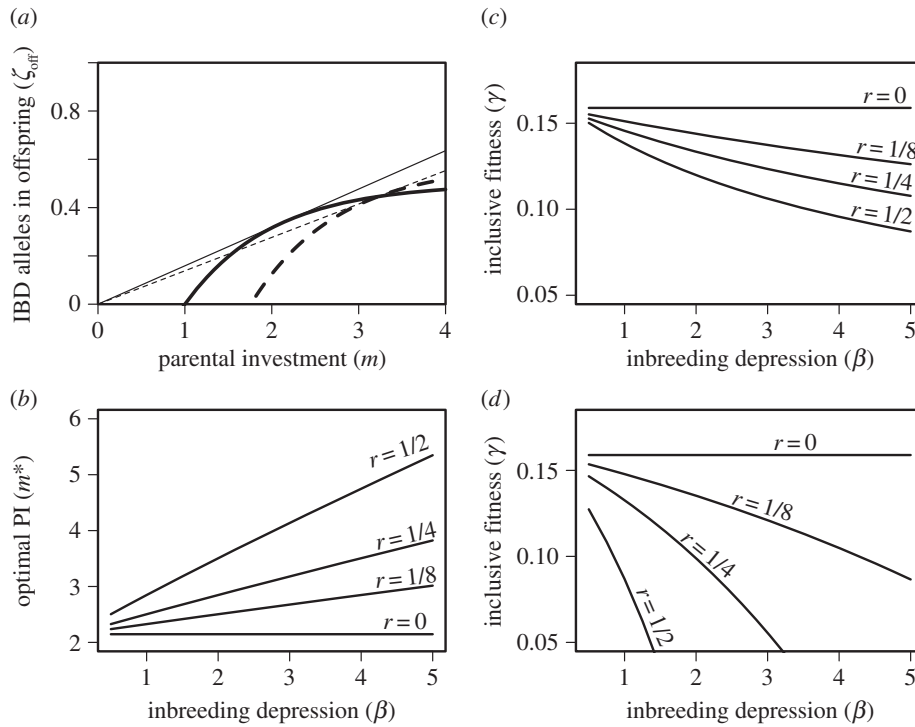 (a)
IBD alleles in offspring (ζoff)
0.8
0.4
0
0 1 2 3 4
parental investment (m)
(b)
optimal PI (m*)
6
5
4
3
2
r = 1/2
r = 1/4
r = 1/8
r = 0
1 2 3 4 5
inbreeding depression (β)
(c)
inclusive fitness (γ)
0.15
0.10
0.05
r = 0
r = 1/8
r = 1/4
r = 1/2
1 2 3 4 5
inbreeding depression (β)
(d)
inclusive fitness (γ)
0.15
0.10
0.05
r = 0
r = 1/8
r = 1/4
r = 1/2
1 2 3 4 5
inbreeding depression (β)